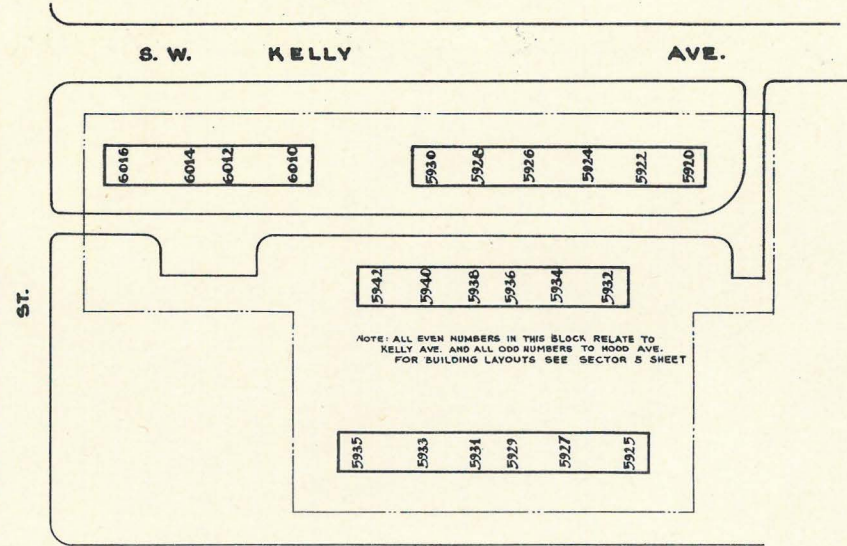 S. W. KELLY AVE.
6016 6014 6012 6010 5930 5928 5926 5924 5922 5920
5942 5940 5938 5936 5934 5932
ST.
NOTE: ALL EVEN NUMBERS IN THIS BLOCK RELATE TO
KELLY AVE. AND ALL ODD NUMBERS TO HOOD AVE.
FOR BUILDING LAYOUTS SEE SECTOR 5 SHEET
5935 5933 5931 5929 5927 5925